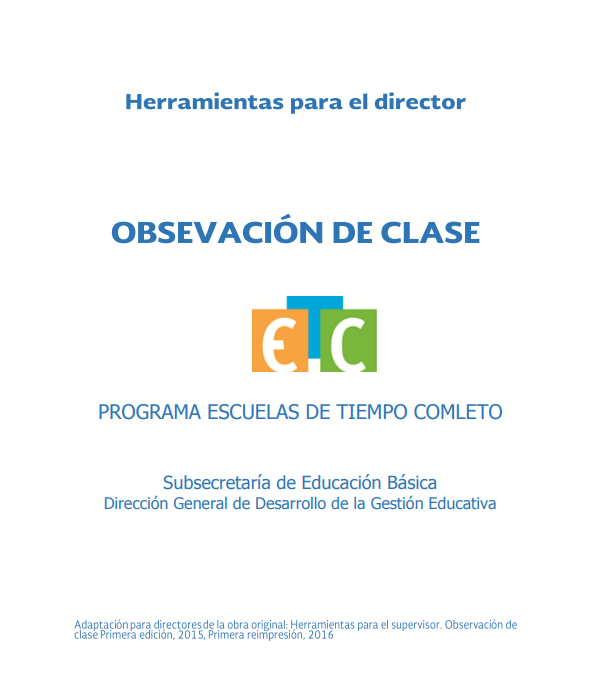 Herramientas para el director
OBSEVACIÓN DE CLASE
ETC
PROGRAMA ESCUELAS DE TIEMPO COMLETO
Subsecretaría de Educación Básica
Dirección General de Desarrollo de la Gestión Educativa
Adaptación para directores de la obra original: Herramientas para el supervisor. Observación de
clase Primera edición, 2015, Primera reimpresión, 2016